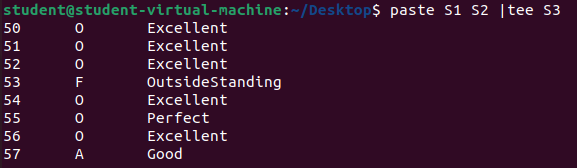 student@student-virtual-machine:~/Desktop$ paste S1 S2 |tee S3
50 O Excellent
51 O Excellent
52 O Excellent
53 F OutsideStanding
54 O Excellent
55 O Perfect
56 O Excellent
57 A Good